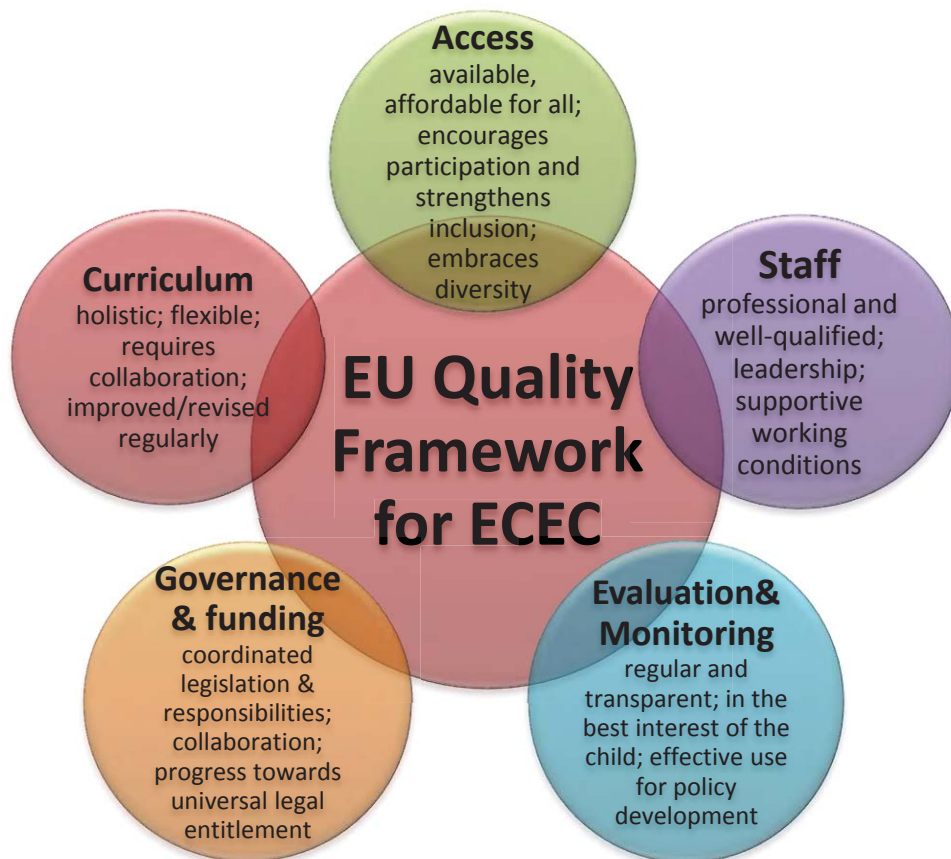 Access
available,
affordable for all;
encourages
participation and
strengthens
inclusion;
embraces
diversity
Staff
professional and
well-qualified;
leadership;
supportive
working
conditions
Evaluation&
Monitoring
regular and
transparent; in the
best interest of the
child; effective use
for policy
development
Governance
& funding
coordinated
legislation &
responsibilities;
collaboration;
progress towards
universal legal
entitlement
Curriculum
holistic; flexible;
requires
collaboration;
improved/revised
regularly
EU Quality
Framework
for ECEC